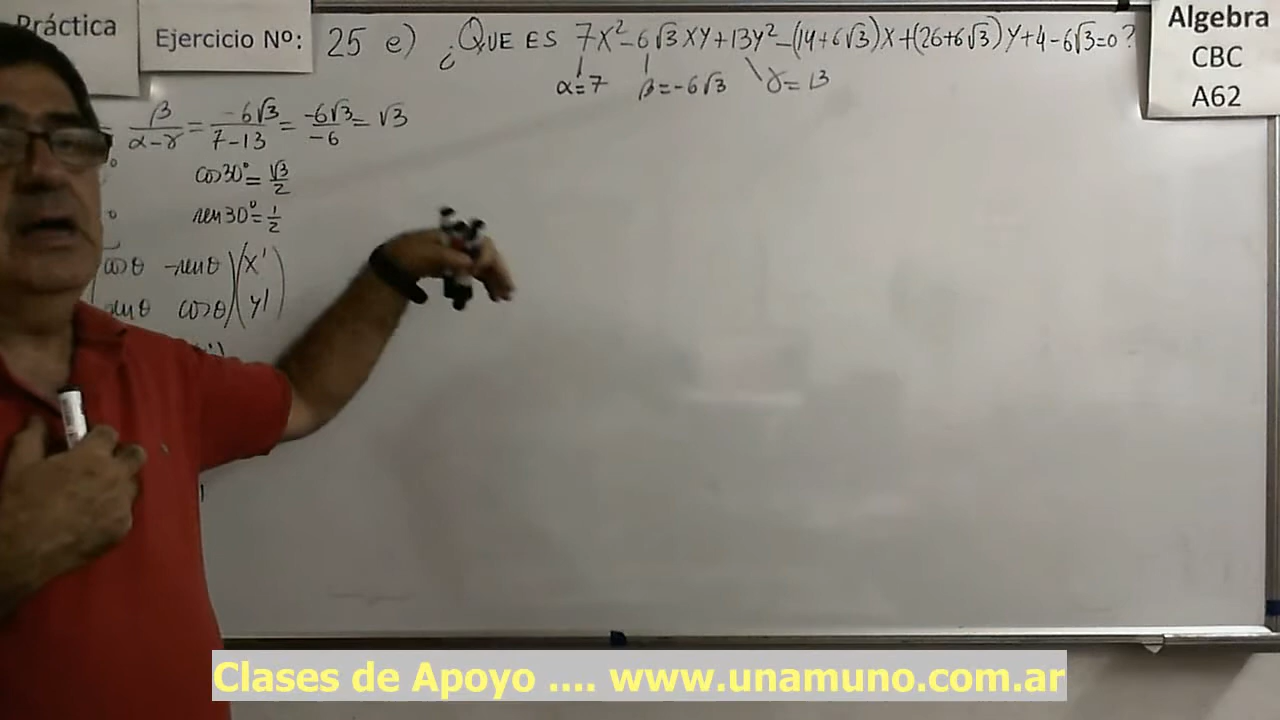 Práctica
Ejercicio Nº:
25 e) ¿QUE ES 7x²-6√3xy+13y²-(14+6√3)x+(26+6√3)y+4-6√3=0?
Algebra
CBC
A62
α=7 β=-6√3 γ=13
β/(α-γ) = -6√3/(7-13) = -6√3/-6 = √3
cos30°=√3/2
sen30°=1/2
cosθ -senθ)(x'
senθ cosθ)(y')
Clases de Apoyo .... www.unamuno.com.ar